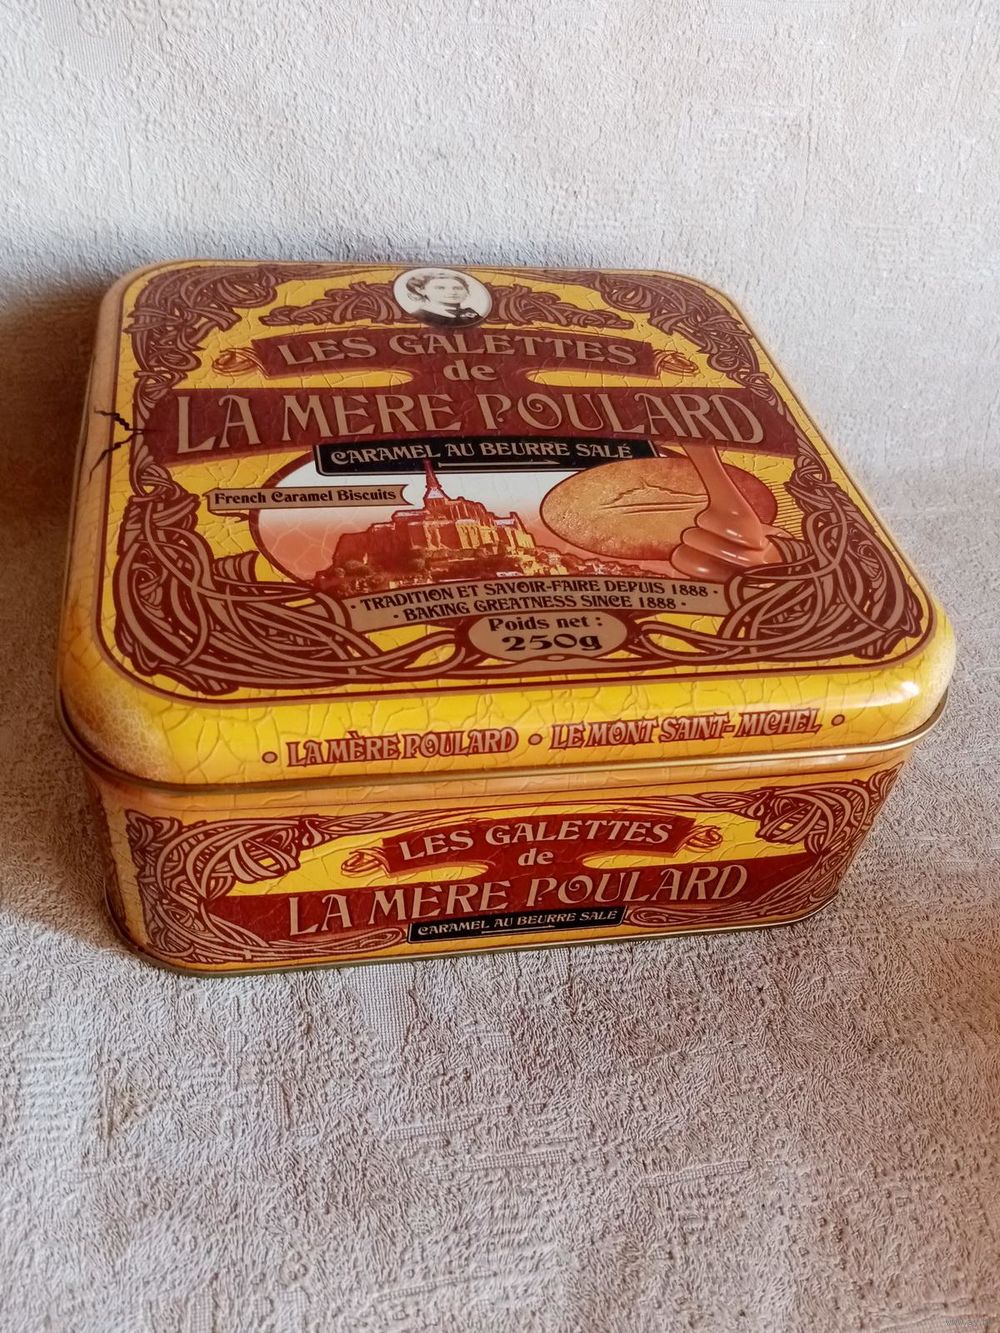 LES GALETTES
de
LA MERE POULARD
CARAMEL AU BEURRE SALÉ
French Caramel Biscuits
· TRADITION ET SAVOIR-FAIRE DEPUIS 1888 ·
· BAKING GREATNESS SINCE 1888 ·
Poids net :
250g
• LA MÈRE POULARD • LE MONT SAINT-MICHEL •
LES GALETTES
de
LA MERE POULARD
CARAMEL AU BEURRE SALÉ